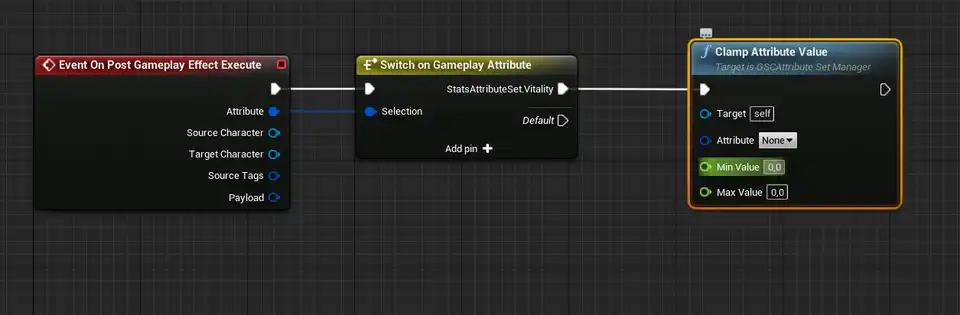 Event On Post Gameplay Effect Execute
Attribute
Source Character
Target Character
Source Tags
Payload
Switch on Gameplay Attribute
StatsAttributeSet.Vitality
Selection
Default
Add pin
Clamp Attribute Value
Target is GSCAttribute Set Manager
Target self
Attribute None
Min Value 0,0
Max Value 0,0